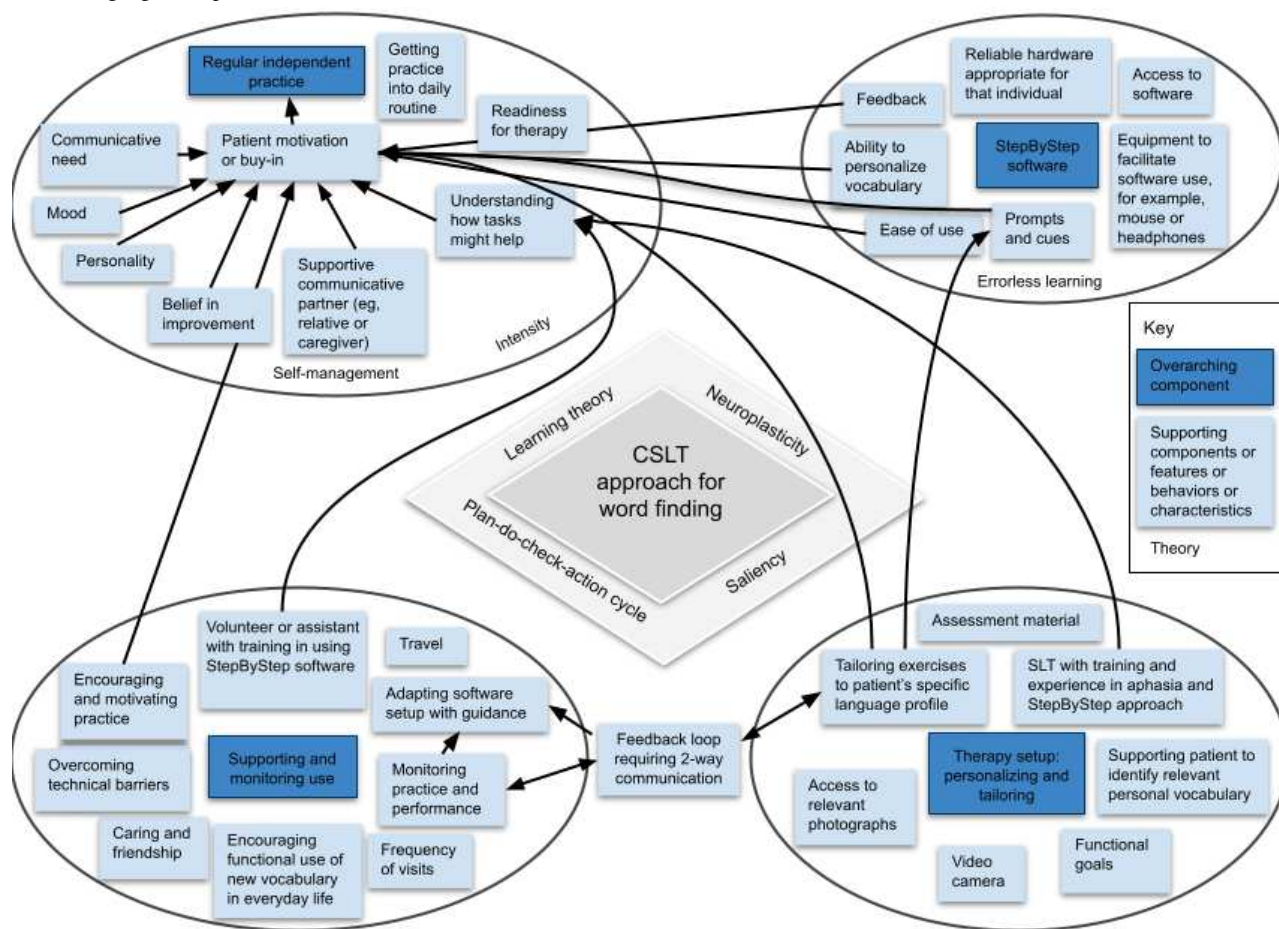 Regular independent
practice
Getting
practice
into daily
routine
Readiness
for therapy
Communicative
need
Patient motivation
or buy-in
Mood
Personality
Belief in
improvement
Supportive
communicative
partner (eg,
relative or
caregiver)
Understanding
how tasks
might help
Intensity
Self-management
Feedback
Reliable hardware
appropriate for
that individual
Access to
software
Ability to
personalize
vocabulary
StepByStep
software
Equipment to
facilitate
software use,
for example,
mouse or
headphones
Ease of use
Prompts
and cues
Errorless learning
Key
Overarching
component
Supporting
components or
features or
behaviors or
characteristics
Theory
Learning theory
Neuroplasticity
CSLT
approach for
word finding
Plan-do-check-action cycle
Saliency
Volunteer or assistant
with training in using
StepByStep software
Travel
Encouraging
and motivating
practice
Adapting software
setup with guidance
Supporting and
monitoring use
Overcoming
technical barriers
Monitoring
practice and
performance
Caring and
friendship
Encouraging
functional use of
new vocabulary
in everyday life
Frequency
of visits
Feedback loop
requiring 2-way
communication
Assessment material
Tailoring exercises
to patient's specific
language profile
SLT with training and
experience in aphasia and
StepByStep approach
Therapy setup:
personalizing and
tailoring
Supporting patient to
identify relevant
personal vocabulary
Access to
relevant
photographs
Video
camera
Functional
goals